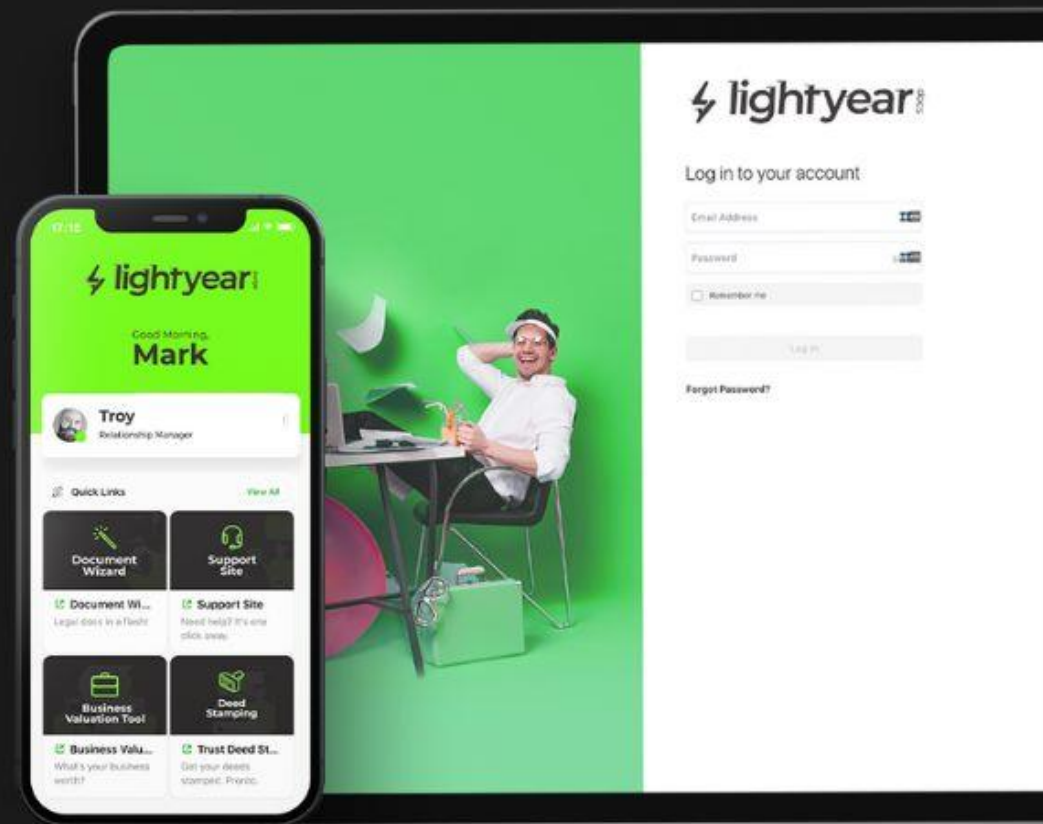 17:18
lightyear
Good Morning,
Mark
Troy
Relationship Manager
Quick Links
View All
Document
Wizard
Support
Site
Document Wi...
Support Site
Legal docs in a flash!
Need help? It's one
click away.
Business
Valuation Tool
Deed
Stamping
Business Valu...
Trust Deed St...
What's your business
worth?
Get your deeds
stamped. Pronto.
lightyear docs
Log in to your account
Email Address
Password
Remember me
Log In
Forgot Password?